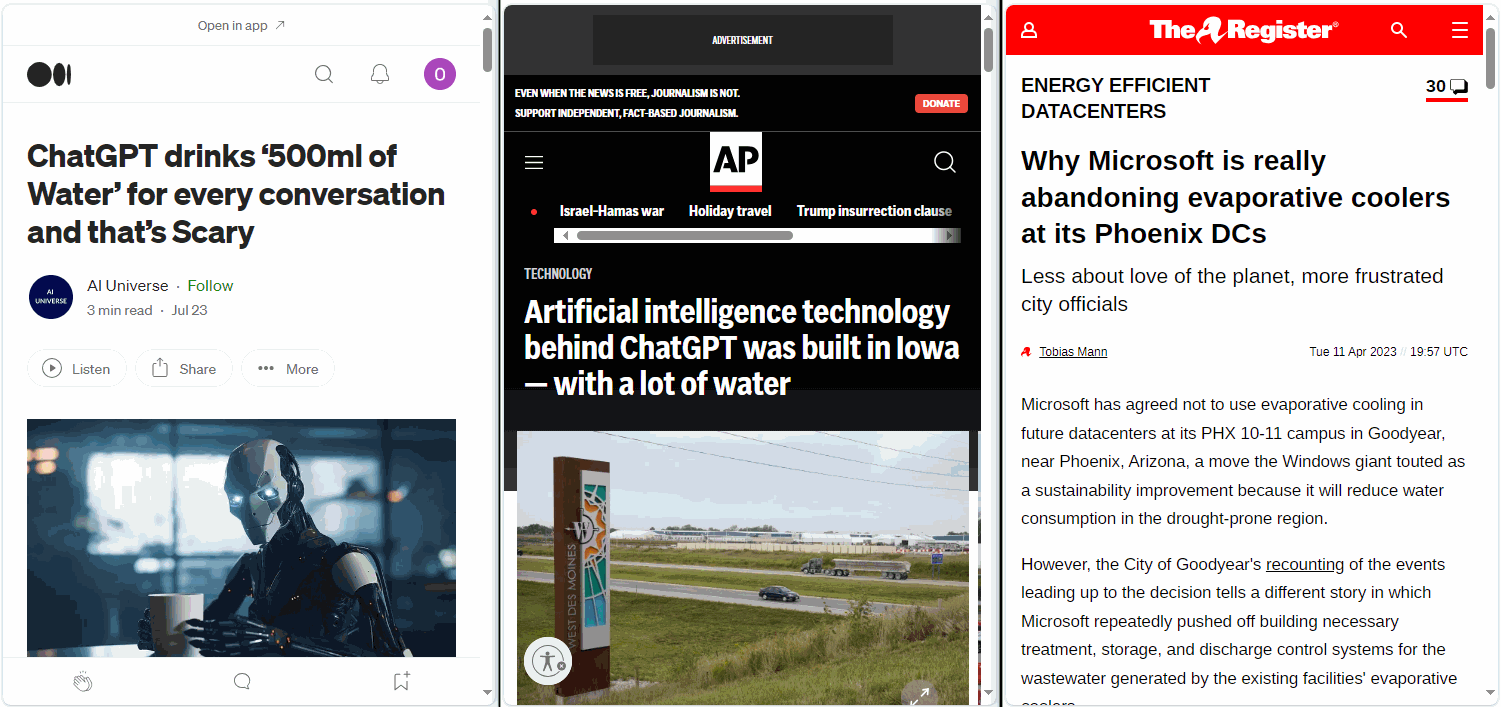 Open in app
O
ChatGPT drinks ‘500ml of
Water’ for every conversation
and that’s Scary
AI
UNIVERSE
AI Universe · Follow
3 min read · Jul 23
Listen
Share
More
ADVERTISEMENT
EVEN WHEN THE NEWS IS FREE, JOURNALISM IS NOT.
SUPPORT INDEPENDENT, FACT-BASED JOURNALISM.
DONATE
AP
Israel-Hamas war
Holiday travel
Trump insurrection clause
TECHNOLOGY
Artificial intelligence technology
behind ChatGPT was built in Iowa
— with a lot of water
WEST DES MOINES
The Register®
ENERGY EFFICIENT
DATACENTERS
30
Why Microsoft is really
abandoning evaporative coolers
at its Phoenix DCs
Less about love of the planet, more frustrated
city officials
Tobias Mann
Tue 11 Apr 2023 // 19:57 UTC
Microsoft has agreed not to use evaporative cooling in
future datacenters at its PHX 10-11 campus in Goodyear,
near Phoenix, Arizona, a move the Windows giant touted as
a sustainability improvement because it will reduce water
consumption in the drought-prone region.
However, the City of Goodyear's recounting of the events
leading up to the decision tells a different story in which
Microsoft repeatedly pushed off building necessary
treatment, storage, and discharge control systems for the
wastewater generated by the existing facilities' evaporative
coolers